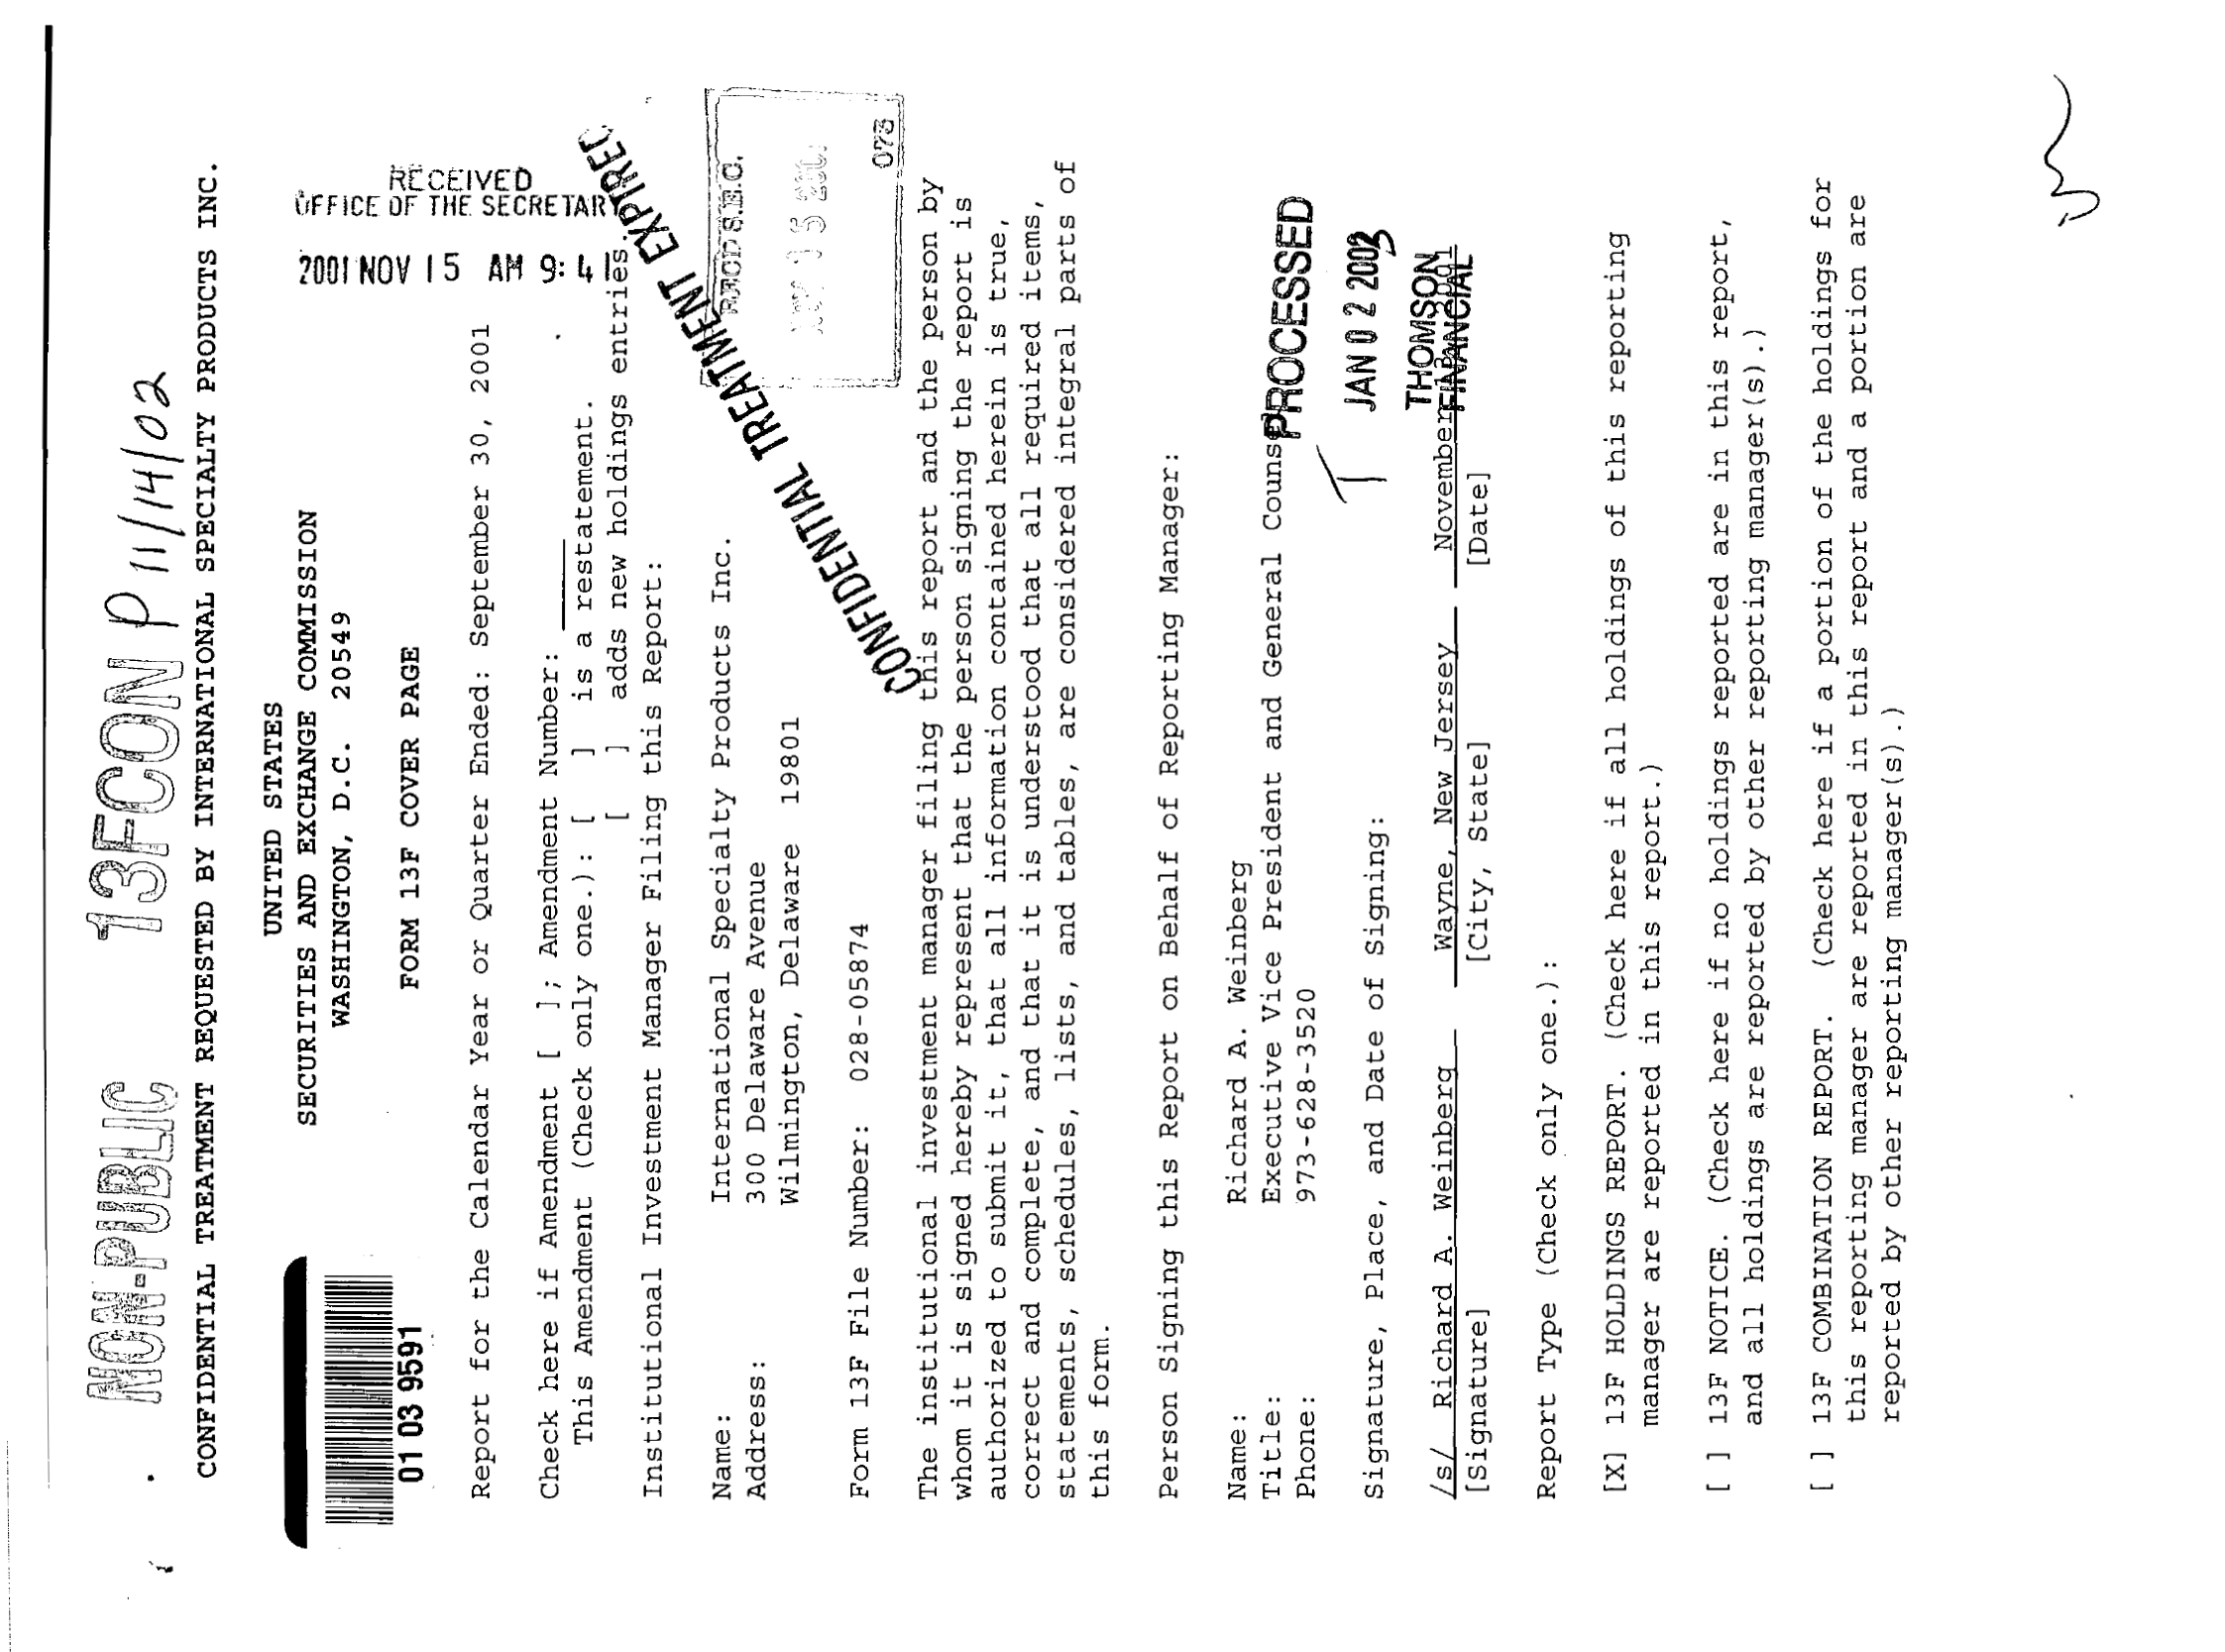 NON-PUBLIC 13FCON P 11/14/02
CONFIDENTIAL TREATMENT REQUESTED BY INTERNATIONAL SPECIALTY PRODUCTS INC.
UNITED STATES
SECURITIES AND EXCHANGE COMMISSION
WASHINGTON, D.C. 20549
RECEIVED
OFFICE OF THE SECRETARY
2001 NOV 15 AM 9:41
01 03 9591
FORM 13F COVER PAGE
Report for the Calendar Year or Quarter Ended: September 30, 2001
Check here if Amendment [ ]; Amendment Number:
This Amendment (Check only one.): [ ] is a restatement.
[ ] adds new holdings entries.
Institutional Investment Manager Filing this Report:
CONFIDENTIAL TREATMENT EXPIRED
REC'D S.E.C.
073
Name: International Specialty Products Inc.
Address: 300 Delaware Avenue
Wilmington, Delaware 19801
Form 13F File Number: 028-05874
The institutional investment manager filing this report and the person by
whom it is signed hereby represent that the person signing the report is
authorized to submit it, that all information contained herein is true,
correct and complete, and that it is understood that all required items,
statements, schedules, lists, and tables, are considered integral parts of
this form.
Person Signing this Report on Behalf of Reporting Manager:
Name: Richard A. Weinberg
Title: Executive Vice President and General Counse
Phone: 973-628-3520
PROCESSED
JAN 02 2002
THOMSON
FINANCIAL
Signature, Place, and Date of Signing:
/s/ Richard A. Weinberg Wayne, New Jersey November
[Signature] [City, State] [Date]
Report Type (Check only one.):
[X] 13F HOLDINGS REPORT. (Check here if all holdings of this reporting
manager are reported in this report.)
[ ] 13F NOTICE. (Check here if no holdings reported are in this report,
and all holdings are reported by other reporting manager(s).)
[ ] 13F COMBINATION REPORT. (Check here if a portion of the holdings for
this reporting manager are reported in this report and a portion are
reported by other reporting manager(s).)